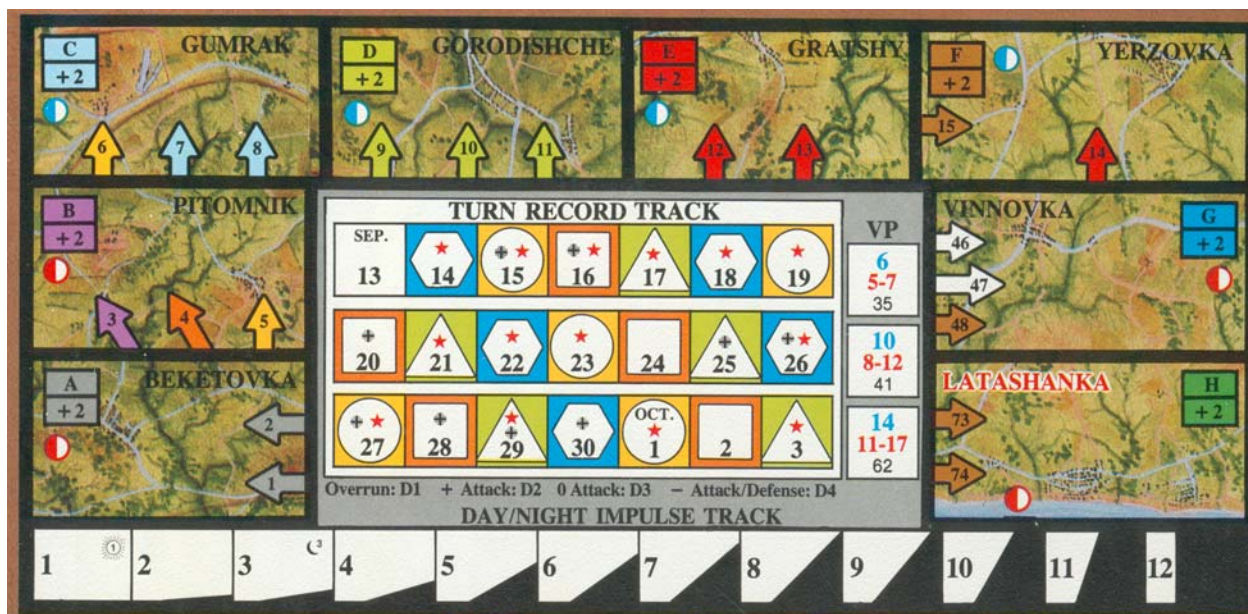 C
+2
GUMRAK
6
7
8
D
+2
GORODISHCHE
9
10
11
E
+2
GRATSHY
12
13
F
+2
YERZOVKA
15
14
B
+2
PITOMNIK
3
4
5
A
+2
BEKETOVKA
2
1
TURN RECORD TRACK
SEP.
13 14 15 16 17 18 19
20 21 22 23 24 25 26
OCT.
27 28 29 30 1 2 3
VP
6
5-7
35
10
8-12
41
14
11-17
62
Overrun: D1 + Attack: D2 0 Attack: D3 − Attack/Defense: D4
DAY/NIGHT IMPULSE TRACK
VINNOVKA
G
+2
46
47
48
LATASHANKA
H
+2
73
74
1 1 2 3 3 4 5 6 7 8 9 10 11 12